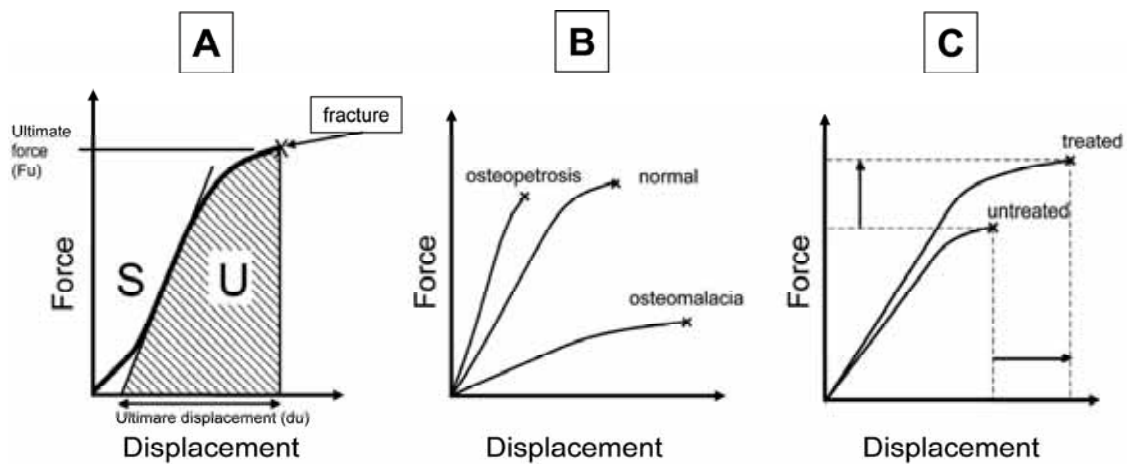 A
Ultimate
force
(Fu)
fracture
S
U
Force
Ultimare displacement (du)
Displacement
B
osteopetrosis
normal
osteomalacia
Force
Displacement
C
treated
untreated
Force
Displacement